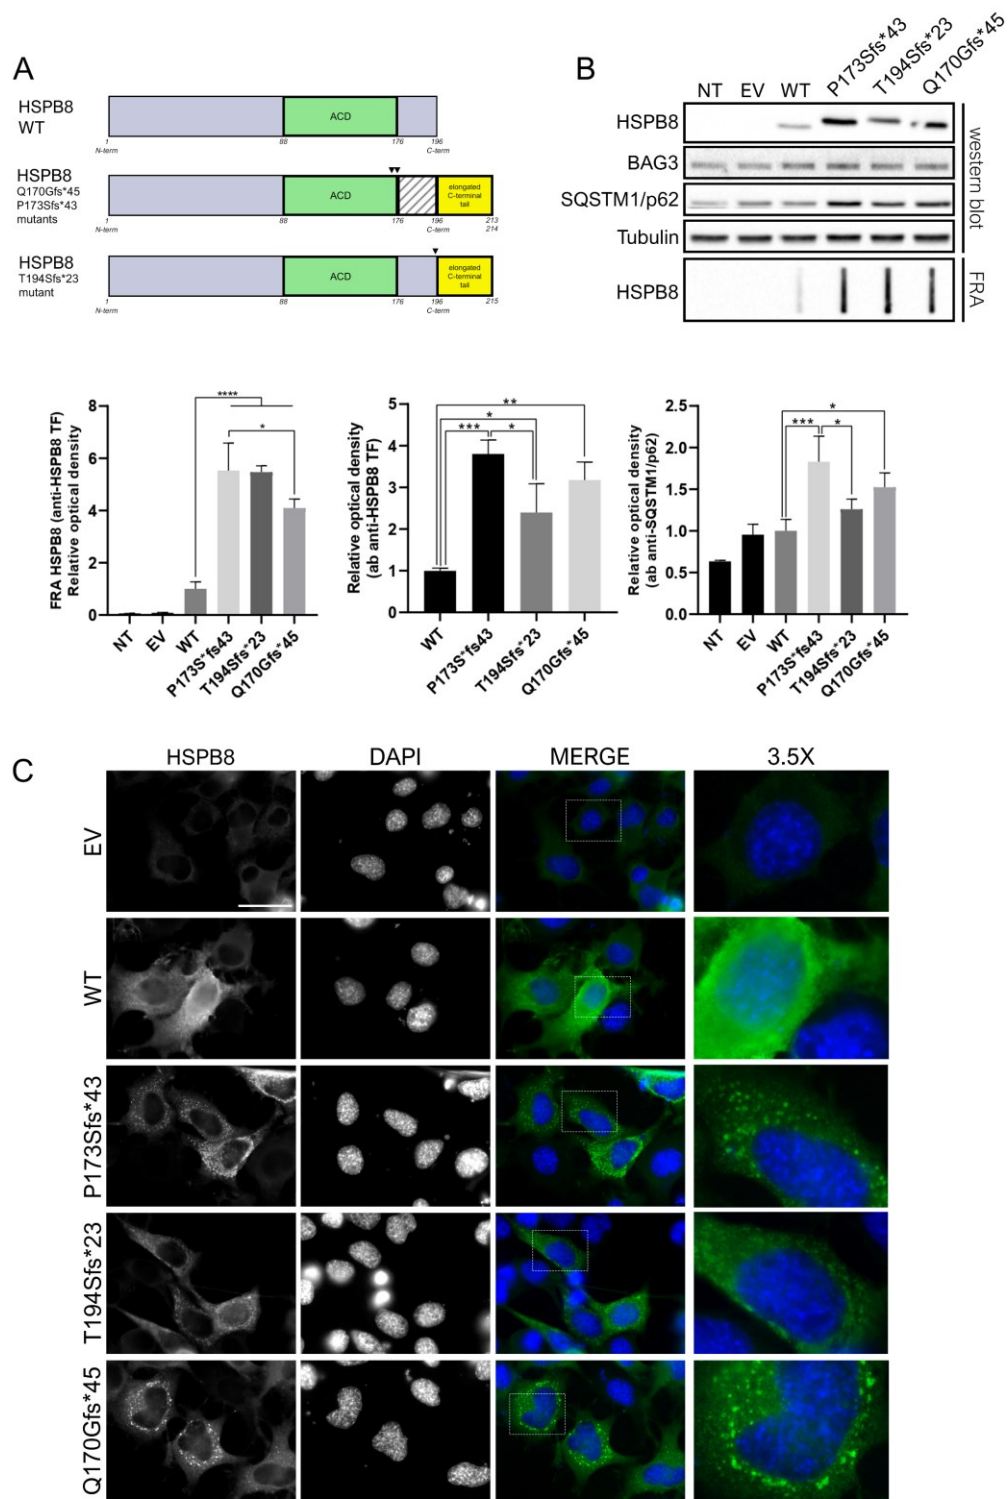 A
HSPB8
WT
ACD
1
88
176
196
N-term
C-term
HSPB8
Q170Gfs*45
P173Sfs*43
mutants
ACD
elongated
C-terminal
tail
1
88
176
196
213
214
N-term
C-term
HSPB8
T194Sfs*23
mutant
ACD
elongated
C-terminal
tail
1
88
176
196
215
N-term
C-term
B
NT EV WT P173Sfs*43 T194Sfs*23 Q170Gfs*45
HSPB8
BAG3
SQSTM1/p62
Tubulin
HSPB8
western blot
FRA
FRA HSPB8 (anti-HSPB8 TF)
Relative optical density
8
6
4
2
0
****
*
NT EV WT P173S*fs43 T194Sfs*23 Q170Gfs*45
Relative optical density
(ab anti-HSPB8 TF)
5
4
3
2
1
0
**
*
*** *
WT P173S*fs43 T194Sfs*23 Q170Gfs*45
Relative optical density
(ab anti-SQSTM1/p62)
2.5
2.0
1.5
1.0
0.5
0.0
*
*** *
NT EV WT P173S*fs43 T194Sfs*23 Q170Gfs*45
C
HSPB8 DAPI MERGE 3.5X
EV
WT
P173Sfs*43
T194Sfs*23
Q170Gfs*45